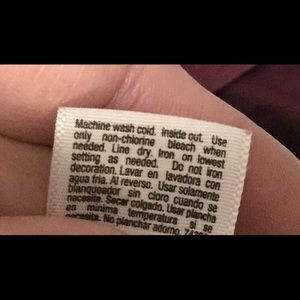 Machine wash cold. Inside out. Use
only non-chlorine bleach when
needed. Line dry. Iron on lowest
setting as needed. Do not iron
decoration. Lavar en lavadora con
agua fria. Al reverso. Usar solamente
blanqueador sin cloro cuando se
necesita. Secar colgado. Usar plancha
en minima temperatura si se
necesita. No planchar adorno.